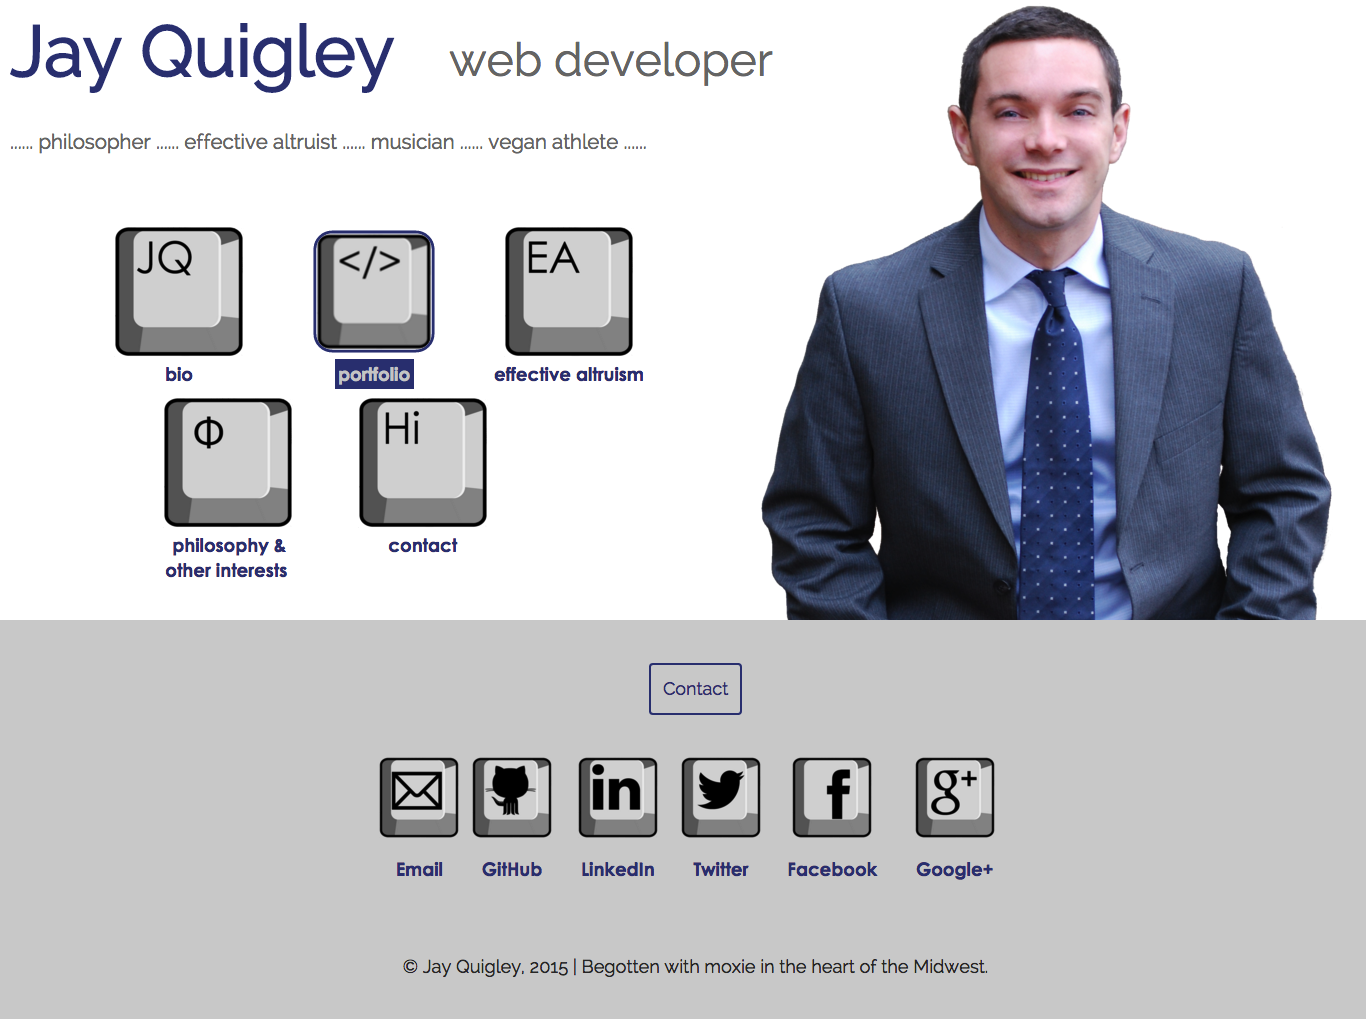 Jay Quigley web developer
...... philosopher ...... effective altruist ...... musician ...... vegan athlete ......
JQ </> EA
bio portfolio effective altruism
Φ Hi
philosophy & contact
other interests
Contact
in f g+
Email GitHub LinkedIn Twitter Facebook Google+
© Jay Quigley, 2015 | Begotten with moxie in the heart of the Midwest.